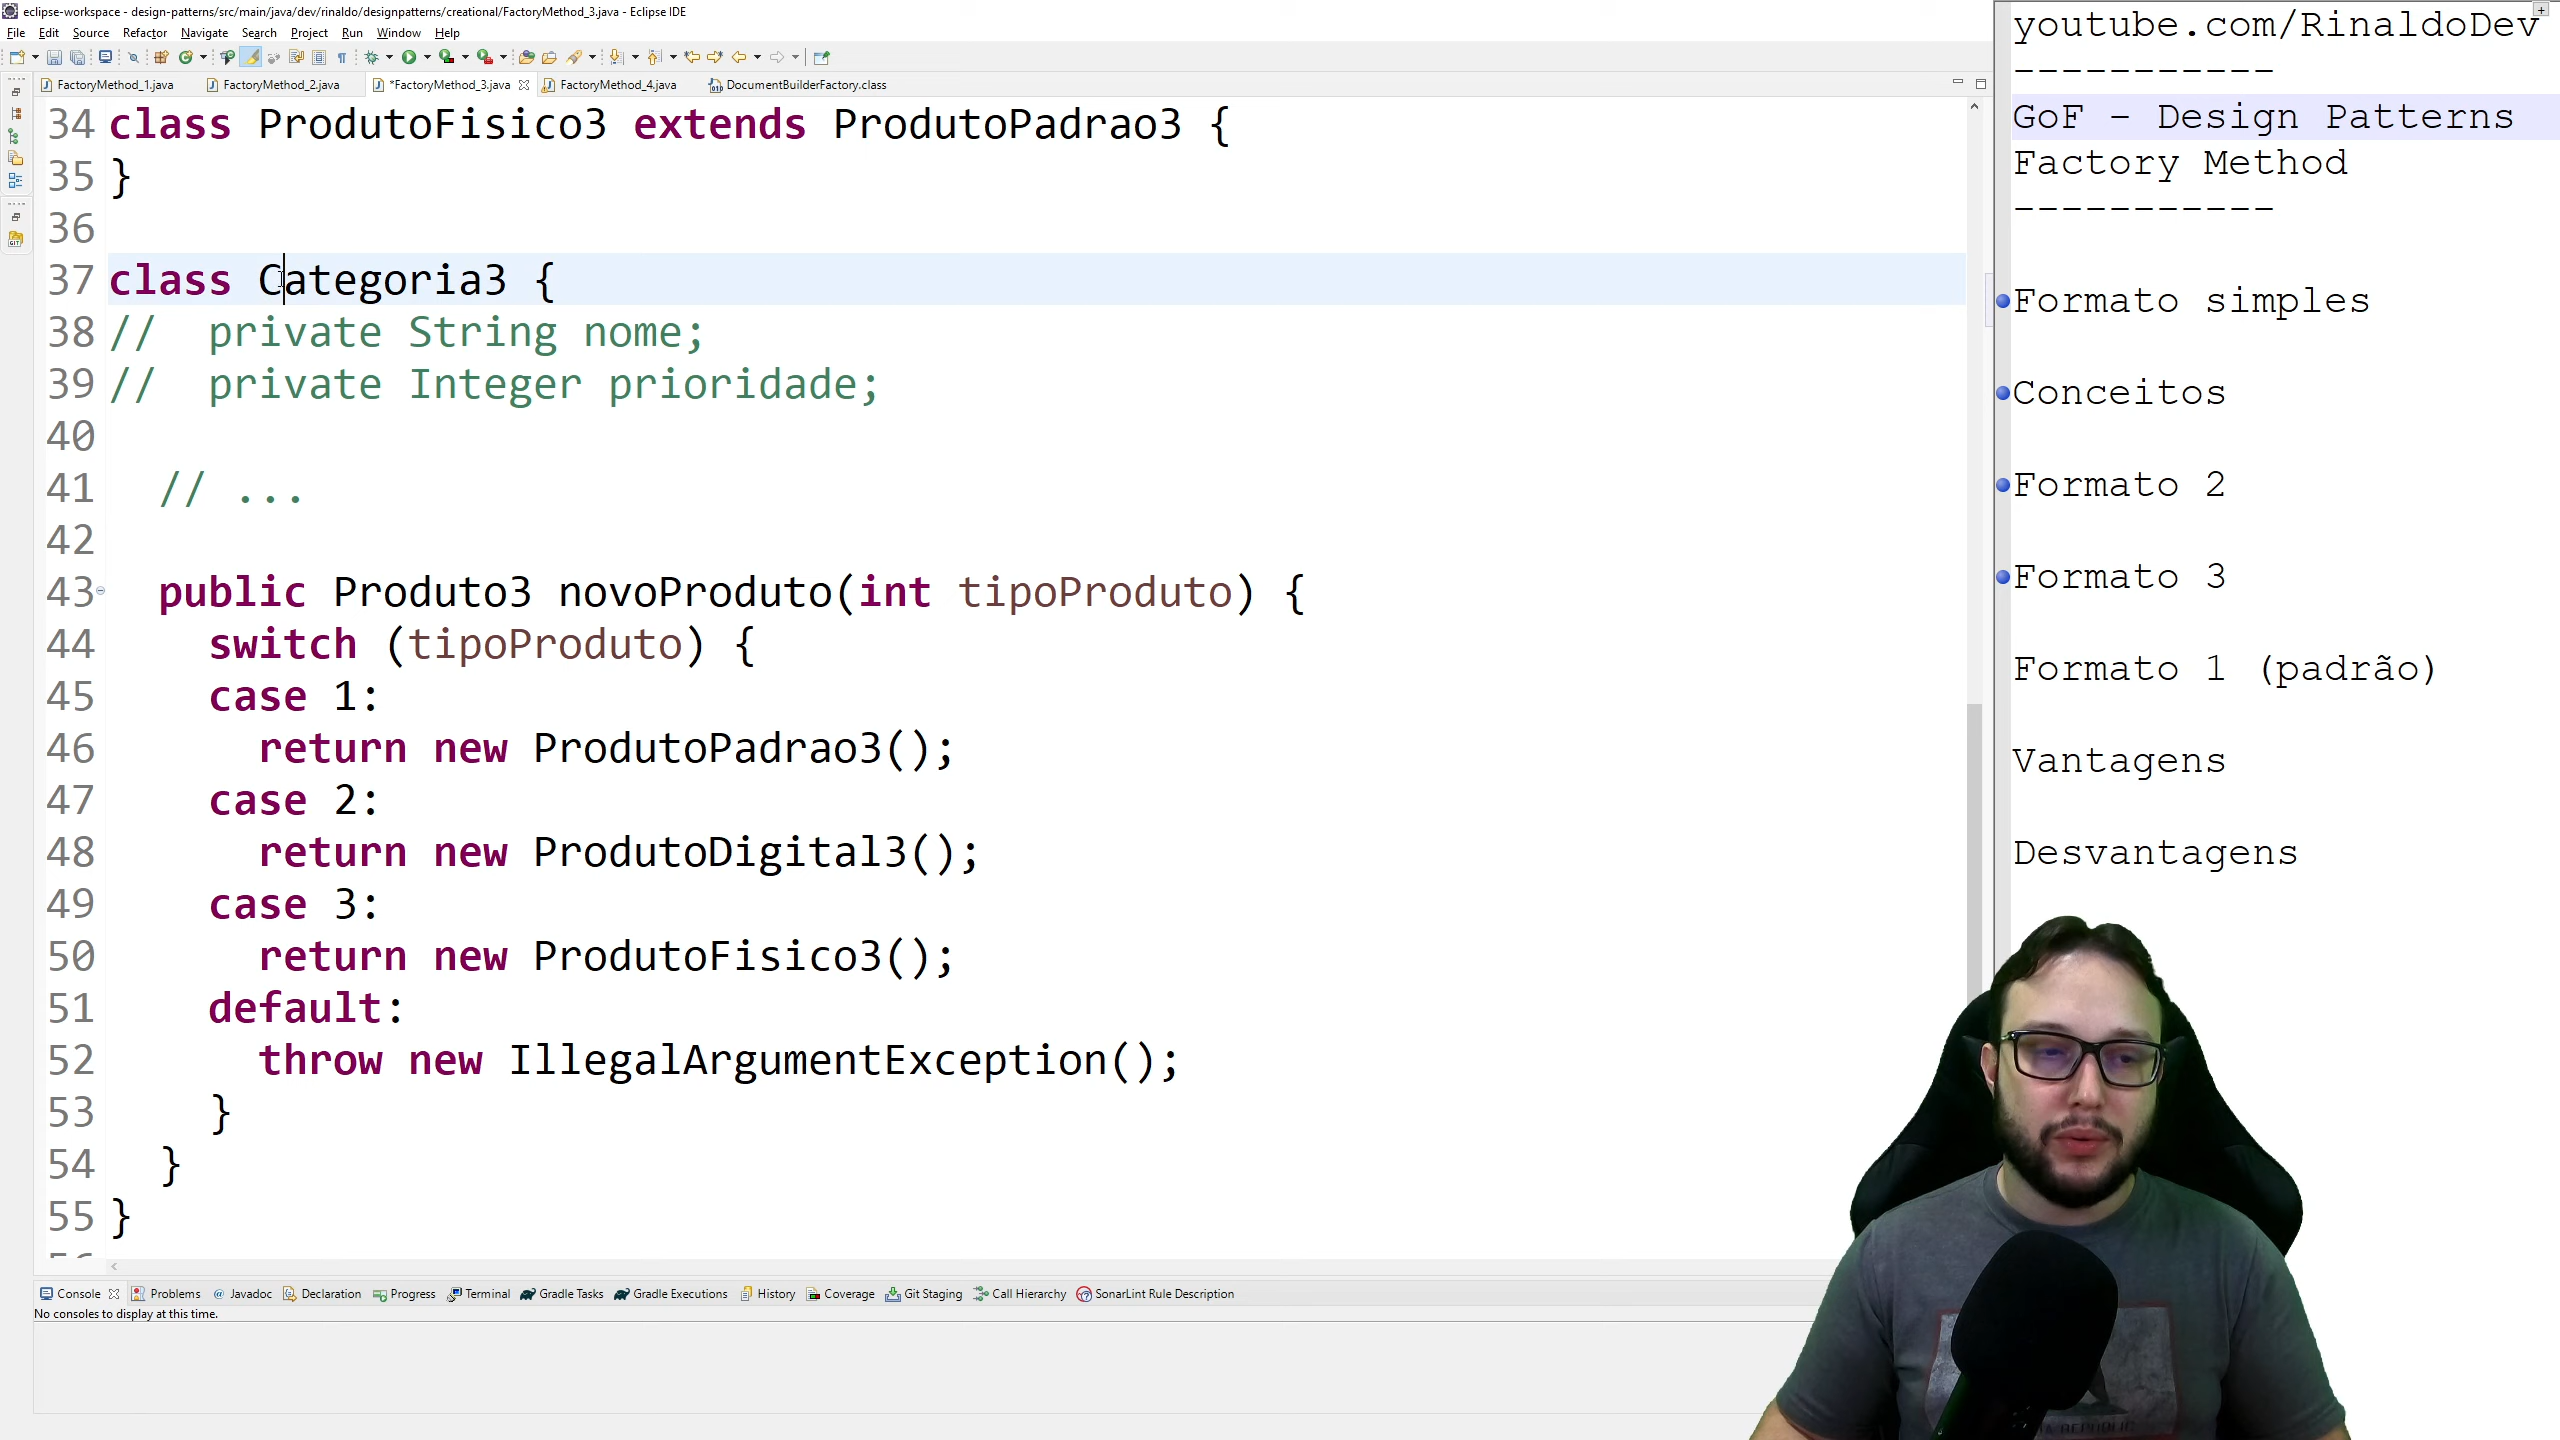 eclipse-workspace - design-patterns/src/main/java/dev/rinaldo/designpatterns/creational/FactoryMethod_3.java - Eclipse IDE
File Edit Source Refactor Navigate Search Project Run Window Help
FactoryMethod_1.java FactoryMethod_2.java *FactoryMethod_3.java FactoryMethod_4.java DocumentBuilderFactory.class
34 class ProdutoFisico3 extends ProdutoPadrao3 {
35 }
36
37 class Categoria3 {
38 //  private String nome;
39 //  private Integer prioridade;
40
41 // ...
42
43 public Produto3 novoProduto(int tipoProduto) {
44 switch (tipoProduto) {
45 case 1:
46 return new ProdutoPadrao3();
47 case 2:
48 return new ProdutoDigital3();
49 case 3:
50 return new ProdutoFisico3();
51 default:
52 throw new IllegalArgumentException();
53 }
54 }
55 }
Console Problems @ Javadoc Declaration Progress Terminal Gradle Tasks Gradle Executions History Coverage Git Staging Call Hierarchy SonarLint Rule Description
No consoles to display at this time.
youtube.com/RinaldoDev
-----------
GoF - Design Patterns
Factory Method
-----------
Formato simples
Conceitos
Formato 2
Formato 3
Formato 1 (padrão)
Vantagens
Desvantagens